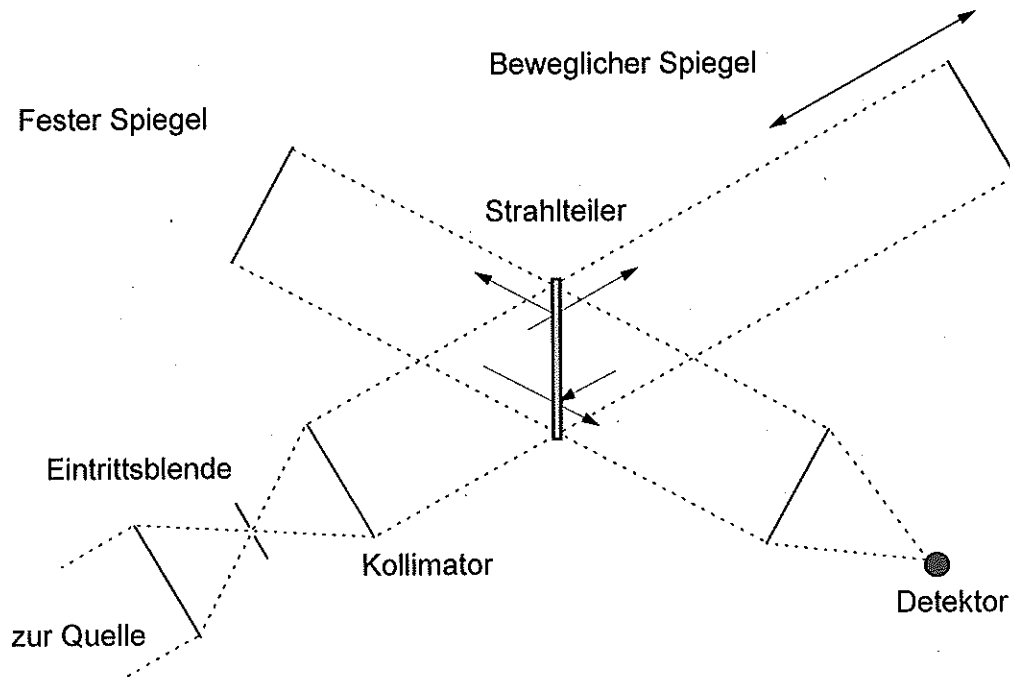 Beweglicher Spiegel
Fester Spiegel
Strahlteiler
Eintrittsblende
Kollimator
Detektor
zur Quelle